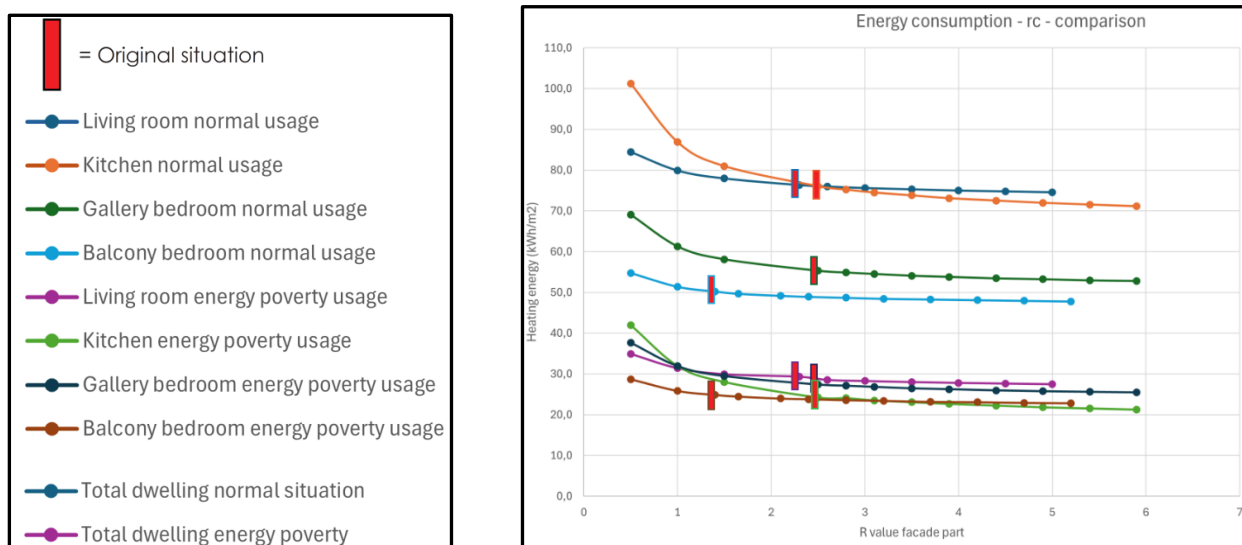 = Original situation
Living room normal usage
Kitchen normal usage
Gallery bedroom normal usage
Balcony bedroom normal usage
Living room energy poverty usage
Kitchen energy poverty usage
Gallery bedroom energy poverty usage
Balcony bedroom energy poverty usage
Total dwelling normal situation
Total dwelling energy poverty
Energy consumption - rc - comparison
Heating energy (kWh/m2)
110,0
100,0
90,0
80,0
70,0
60,0
50,0
40,0
30,0
20,0
10,0
0,0
0 1 2 3 4 5 6 7
R value facade part